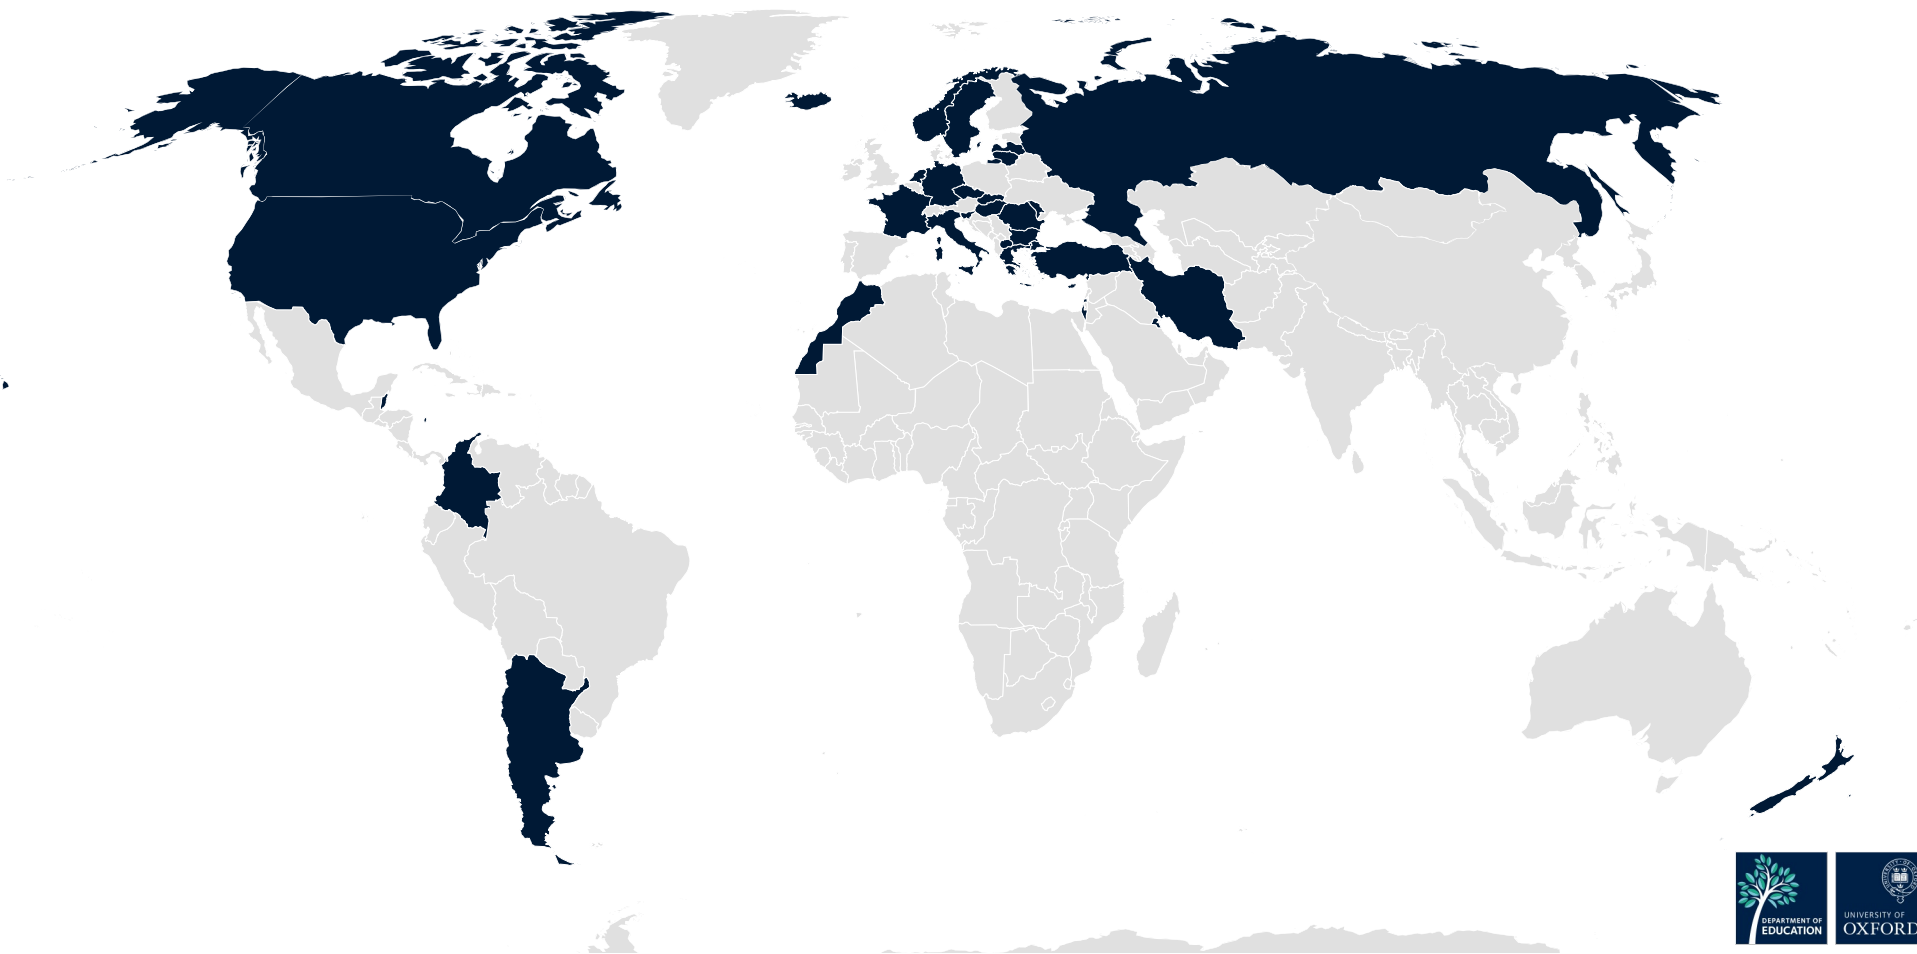 DEPARTMENT OF
EDUCATION
UNIVERSITY OF
OXFORD